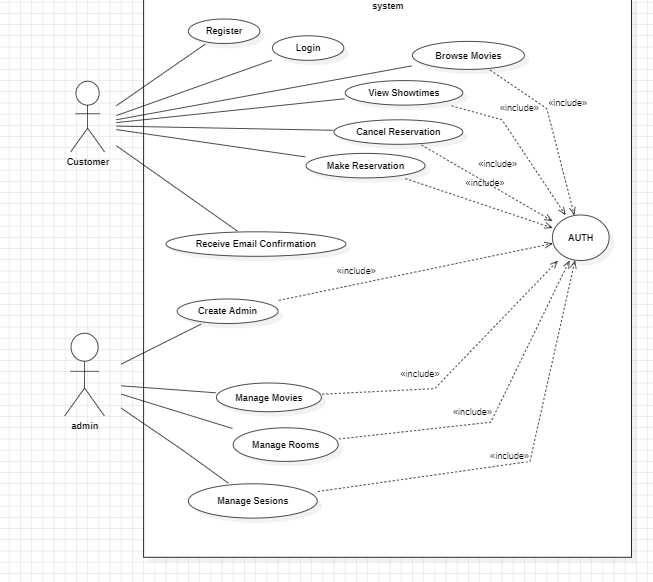 system
Register
Login
Browse Movies
View Showtimes
«include»
«include»
Cancel Reservation
Customer
Make Reservation
«include»
«include»
AUTH
Receive Email Confirmation
«include»
Create Admin
«include»
Manage Movies
«include»
admin
Manage Rooms
«include»
Manage Sesions